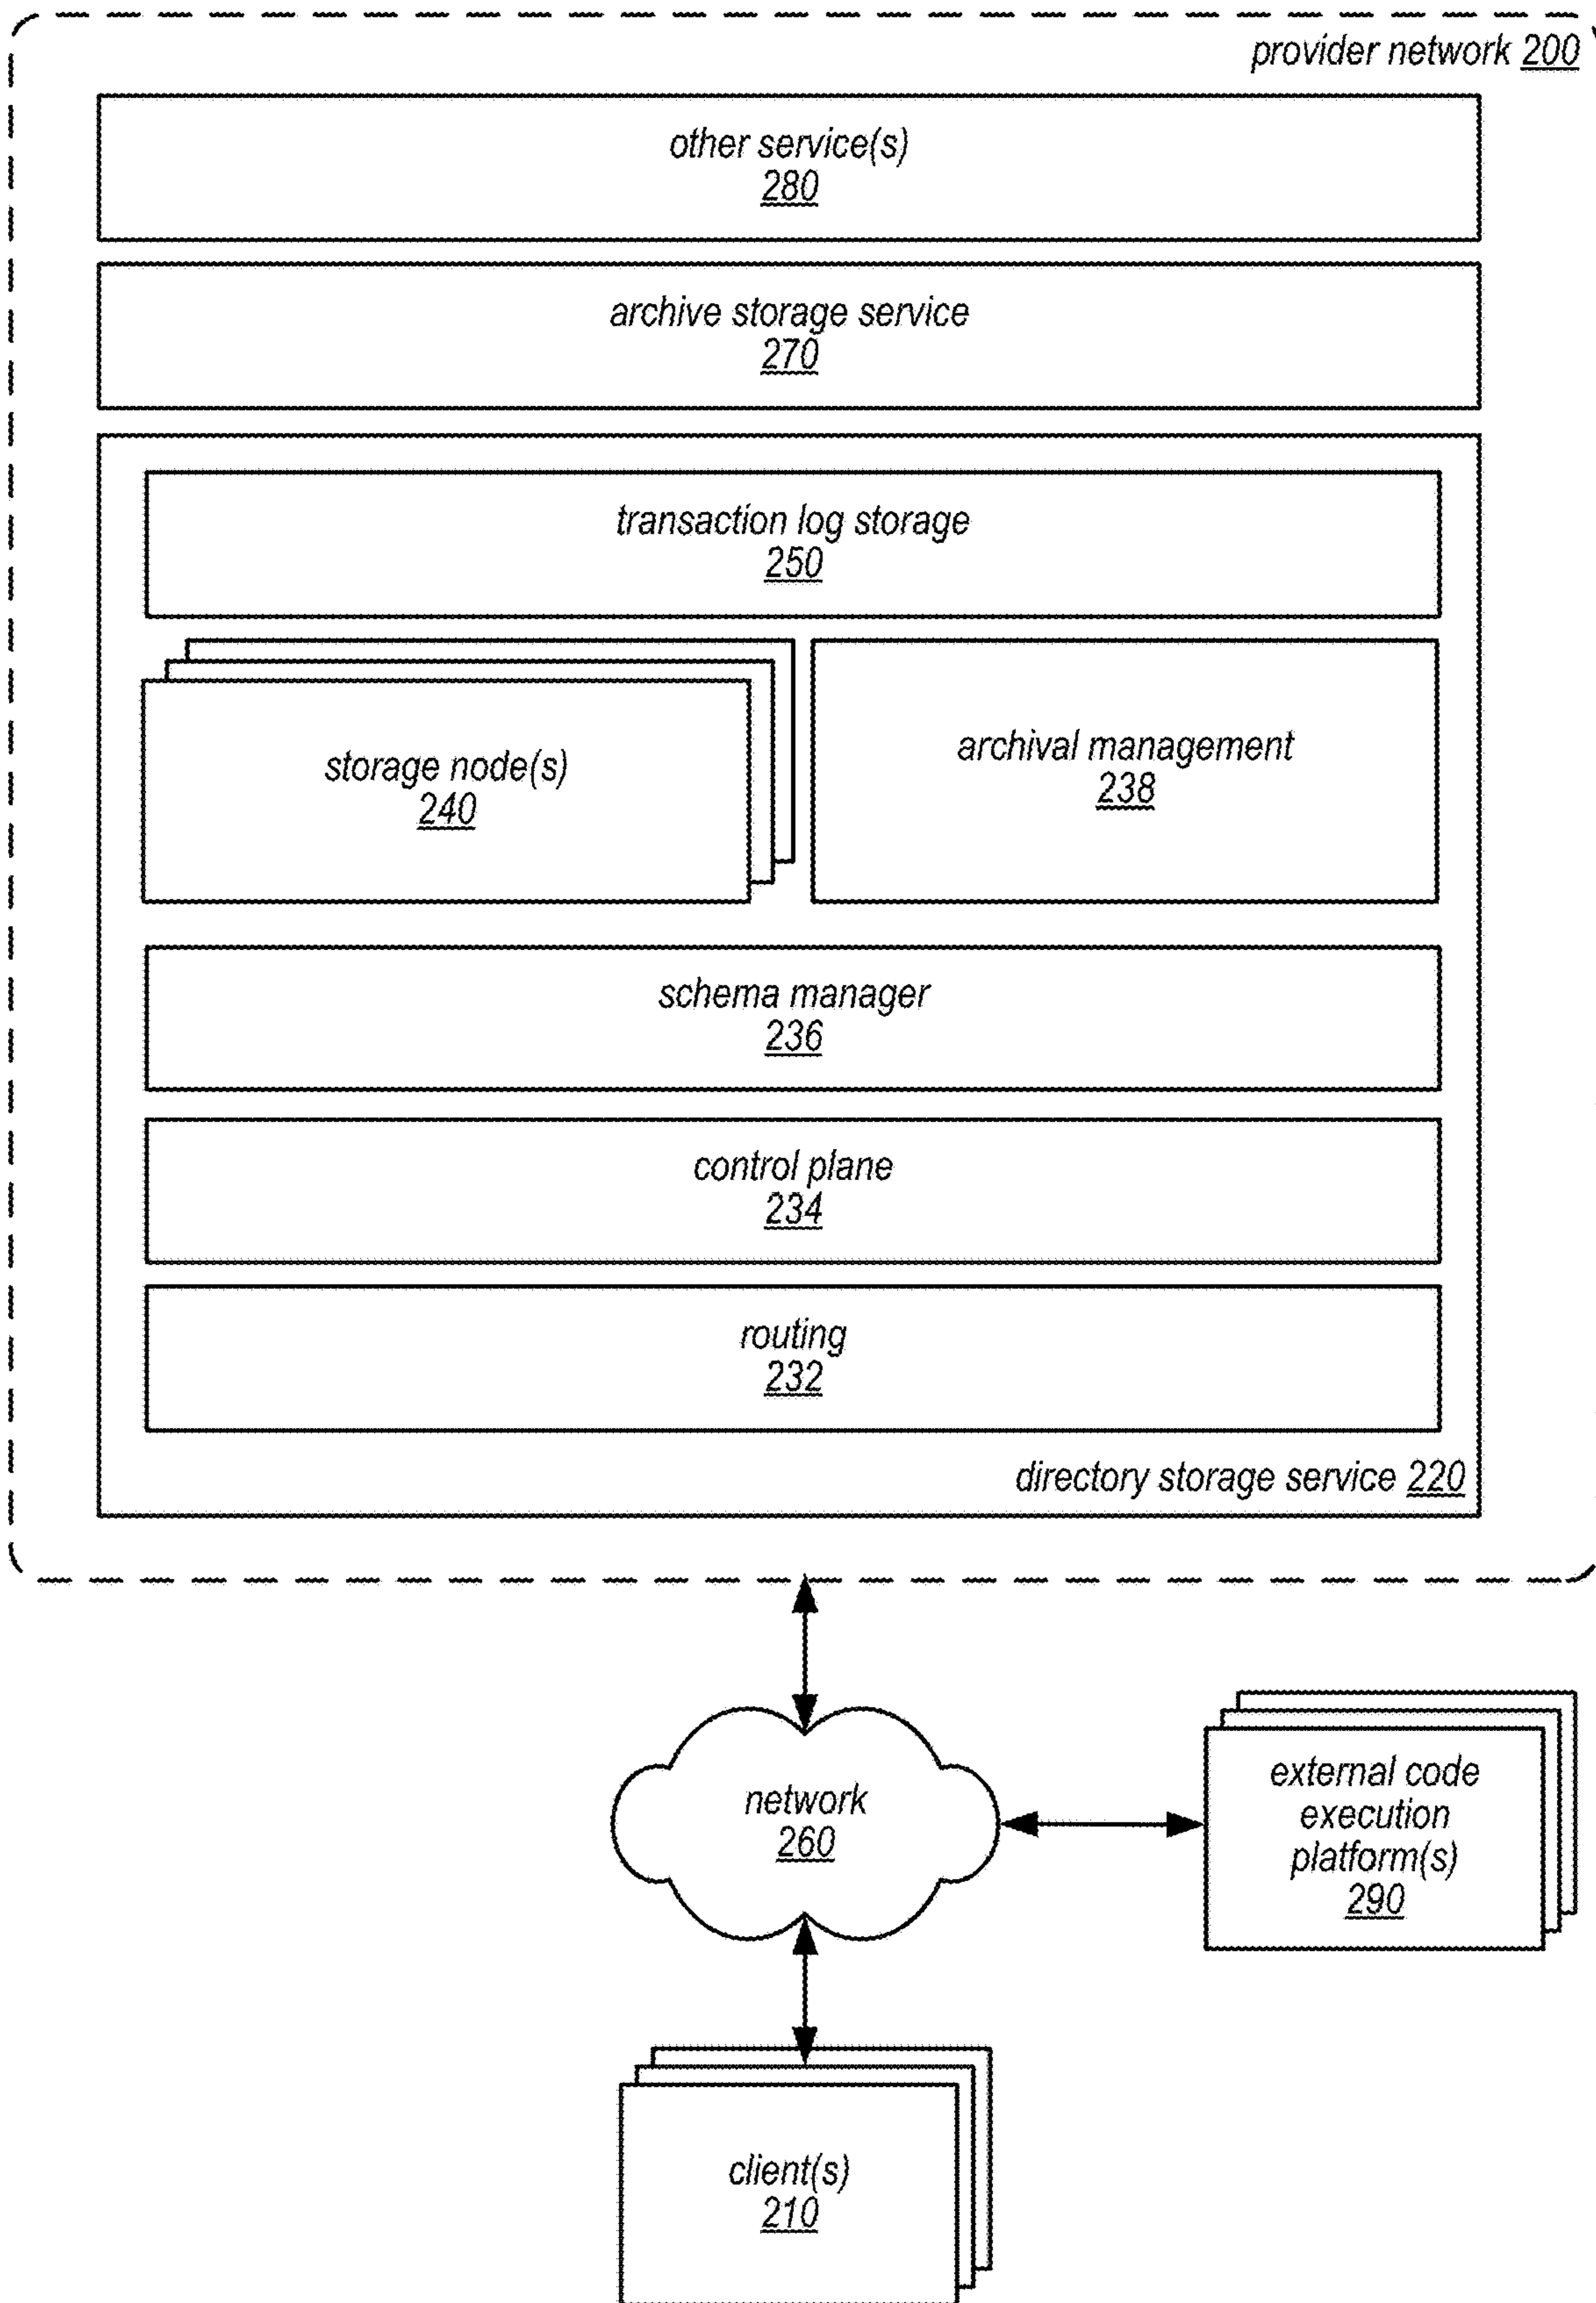 provider network 200
other service(s)
280
archive storage service
270
transaction log storage
250
storage node(s)
240
archival management
238
schema manager
236
control plane
234
routing
232
directory storage service 220
network
260
external code
execution
platform(s)
290
client(s)
210